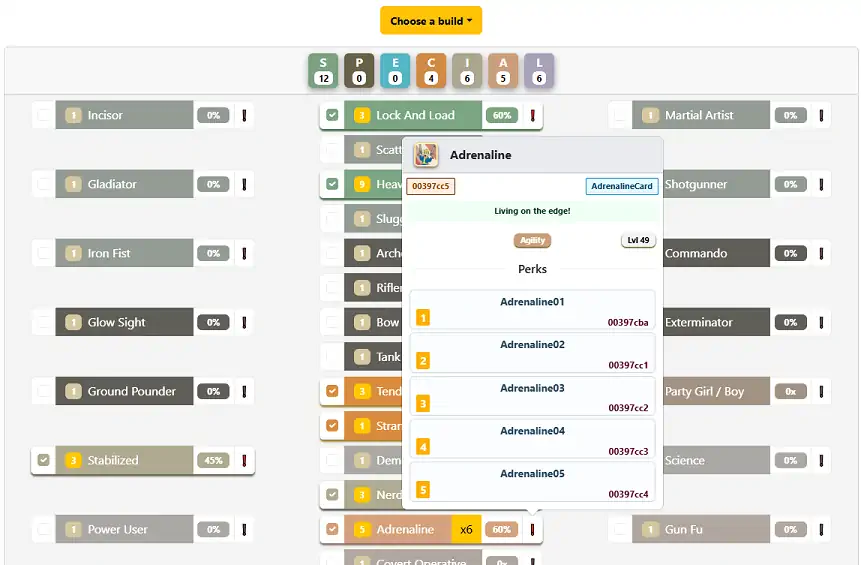 Choose a build
S P E C I A L
12 0 0 4 6 5 6
1 Incisor 0%
3 Lock And Load 60%
1 Martial Artist 0%
1 Scatt
Adrenaline
1 Gladiator 0%
9 Heav
00397cc5 AdrenalineCard
Shotgunner 0%
Living on the edge!
1 Slugg
Agility Lvl 49
1 Iron Fist 0%
1 Arche
Commando 0%
Perks
1 Rifler
Adrenaline01
1 00397cba
1 Glow Sight 0%
1 Bow
Exterminator 0%
Adrenaline02
2 00397cc1
1 Tank
1 Ground Pounder 0%
3 Tend
Adrenaline03
3 00397cc2
Party Girl / Boy 0x
1 Stran
Adrenaline04
4 00397cc3
3 Stabilized 45%
1 Dem
Science 0%
Adrenaline05
5 00397cc4
3 Nerd
1 Power User 0%
5 Adrenaline x6 60%
1 Gun Fu 0%
1 Covert Operative 0x